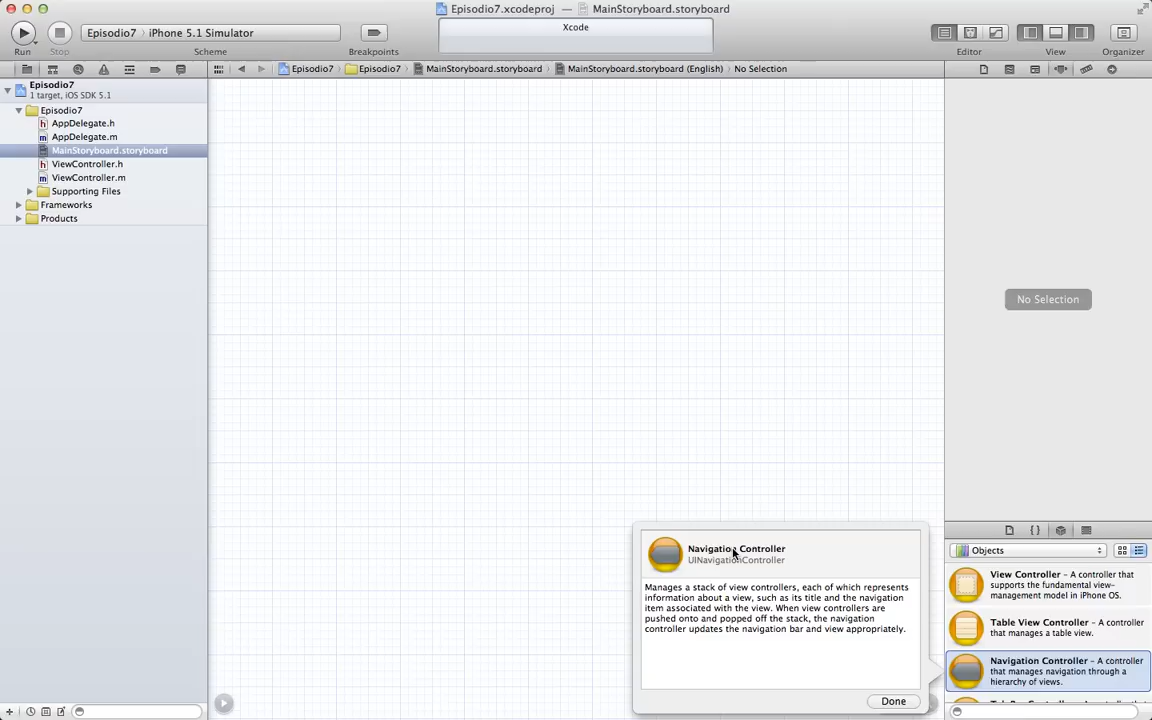 Episodio7.xcodeproj — MainStoryboard.storyboard
Xcode
Episodio7 〉 iPhone 5.1 Simulator
Run
Stop
Scheme
Breakpoints
Editor
View
Organizer
Episodio7 〉 Episodio7 〉 MainStoryboard.storyboard 〉 MainStoryboard.storyboard (English) 〉 No Selection
Episodio7
1 target, iOS SDK 5.1
Episodio7
AppDelegate.h
AppDelegate.m
MainStoryboard.storyboard
ViewController.h
ViewController.m
Supporting Files
Frameworks
Products
No Selection
Navigation Controller
UINavigationController
Manages a stack of view controllers, each of which represents
information about a view, such as its title and the navigation
item associated with the view. When view controllers are
pushed onto and popped off the stack, the navigation
controller updates the navigation bar and view appropriately.
Done
Objects
View Controller – A controller that
supports the fundamental view-
management model in iPhone OS.
Table View Controller – A controller
that manages a table view.
Navigation Controller – A controller
that manages navigation through a
hierarchy of views.